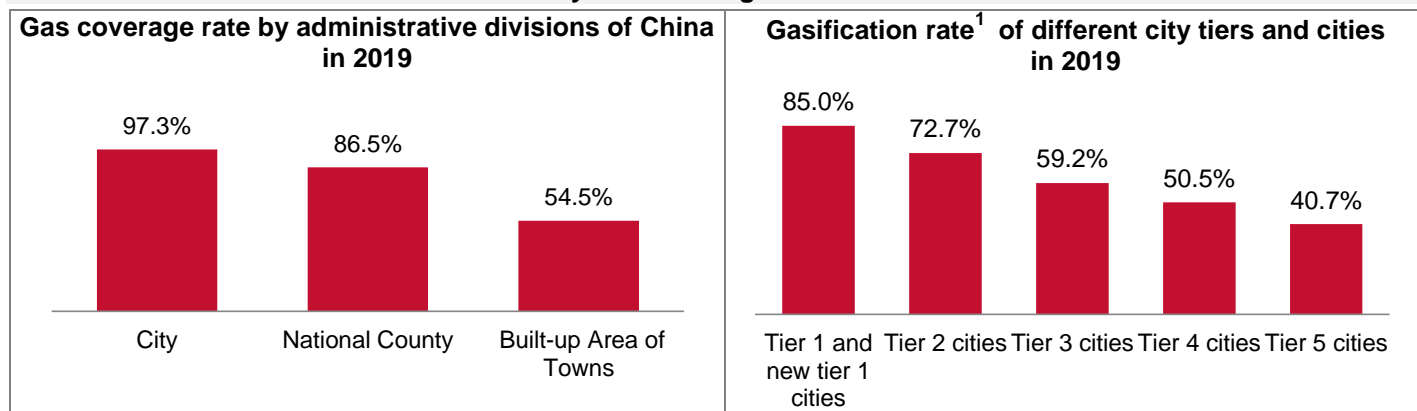 Gas coverage rate by administrative divisions of China
in 2019
97.3%
86.5%
54.5%
City
National County
Built-up Area of
Towns
Gasification rate1 of different city tiers and cities
in 2019
85.0%
72.7%
59.2%
50.5%
40.7%
Tier 1 and
new tier 1
cities
Tier 2 cities
Tier 3 cities
Tier 4 cities
Tier 5 cities